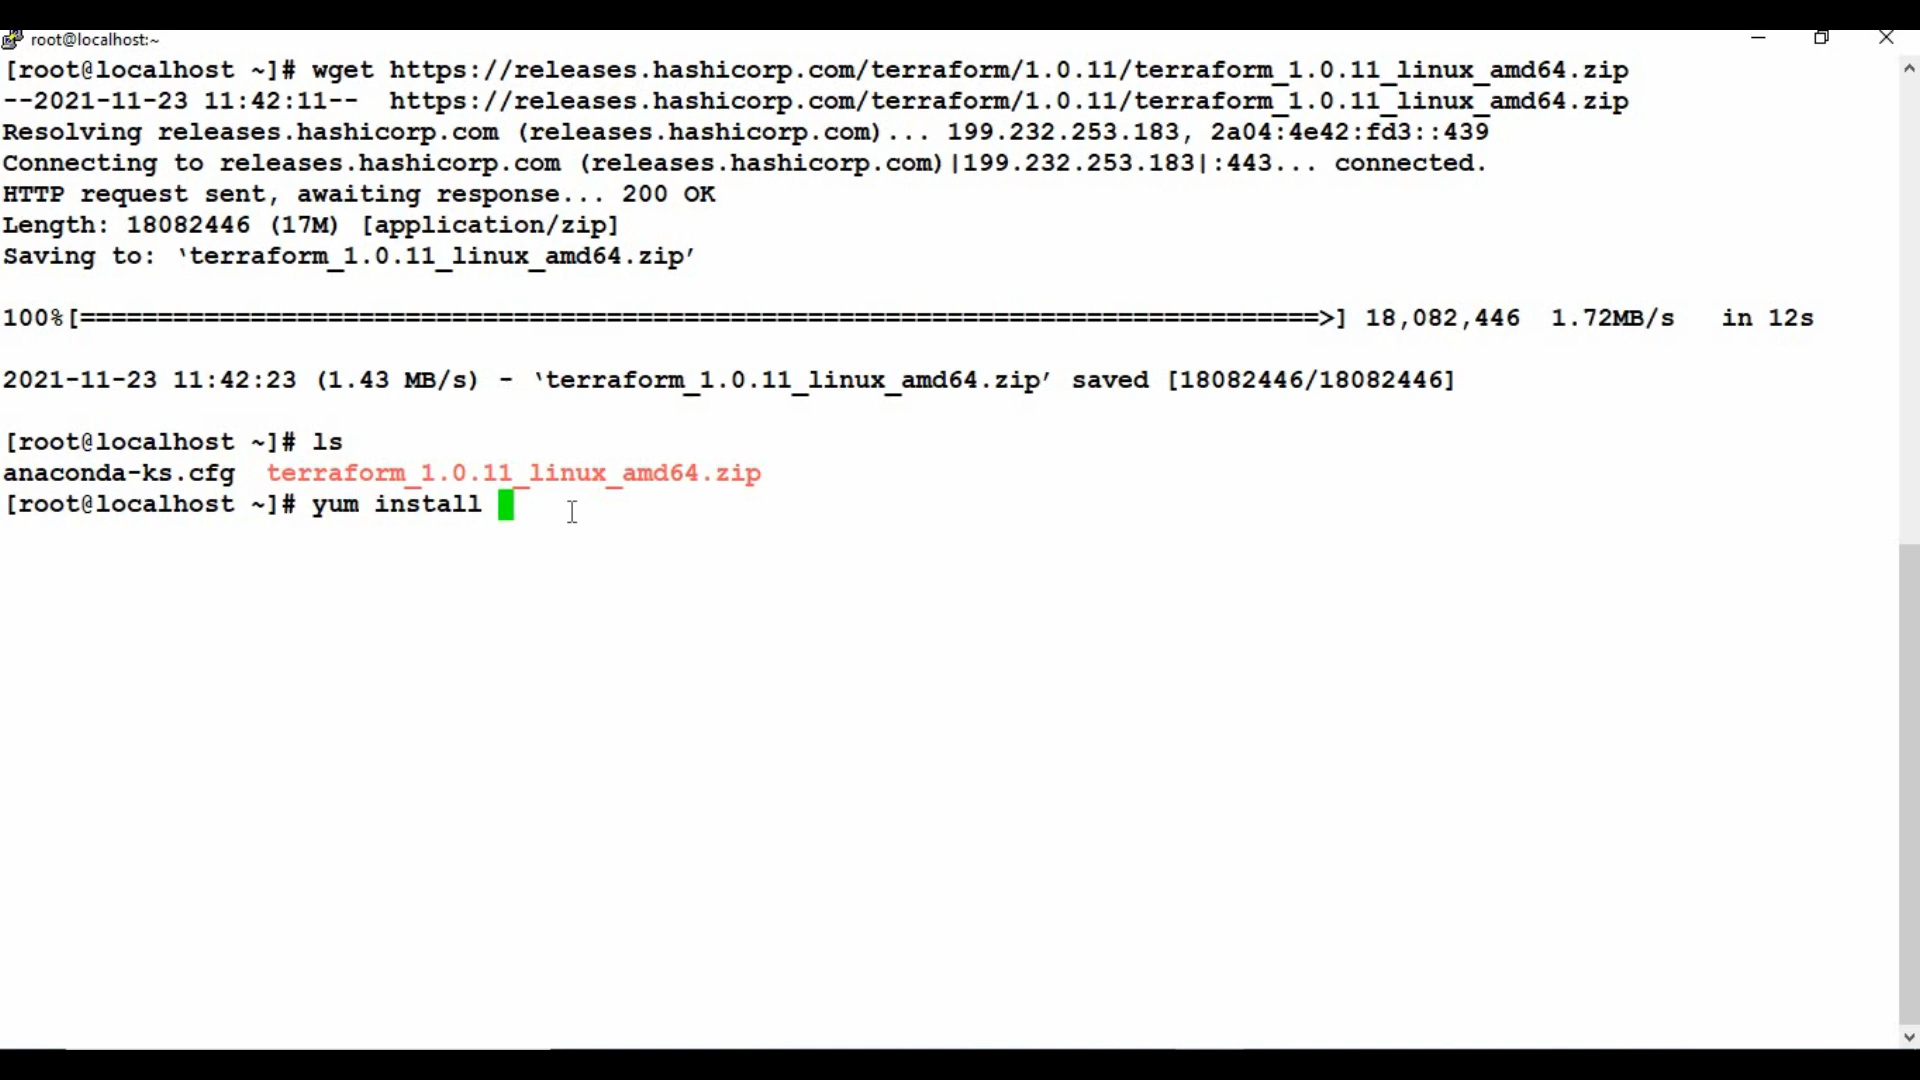 root@localhost:~
[root@localhost ~]# wget https://releases.hashicorp.com/terraform/1.0.11/terraform_1.0.11_linux_amd64.zip
--2021-11-23 11:42:11--  https://releases.hashicorp.com/terraform/1.0.11/terraform_1.0.11_linux_amd64.zip
Resolving releases.hashicorp.com (releases.hashicorp.com)... 199.232.253.183, 2a04:4e42:fd3::439
Connecting to releases.hashicorp.com (releases.hashicorp.com)|199.232.253.183|:443... connected.
HTTP request sent, awaiting response... 200 OK
Length: 18082446 (17M) [application/zip]
Saving to: ‘terraform_1.0.11_linux_amd64.zip’
100%[================================================================================>] 18,082,446  1.72MB/s   in 12s
2021-11-23 11:42:23 (1.43 MB/s) - ‘terraform_1.0.11_linux_amd64.zip’ saved [18082446/18082446]
[root@localhost ~]# ls
anaconda-ks.cfg  terraform_1.0.11_linux_amd64.zip
[root@localhost ~]# yum install